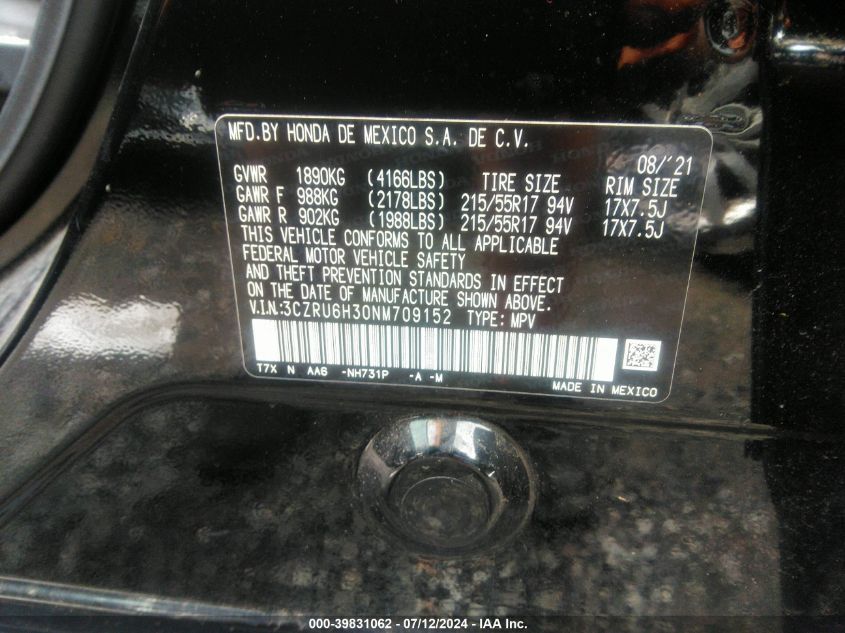 MFD.BY HONDA DE MEXICO S.A. DE C.V.
08/'21
GVWR 1890KG (4166LBS) TIRE SIZE RIM SIZE
GAWR F 988KG (2178LBS) 215/55R17 94V 17X7.5J
GAWR R 902KG (1988LBS) 215/55R17 94V 17X7.5J
THIS VEHICLE CONFORMS TO ALL APPLICABLE
FEDERAL MOTOR VEHICLE SAFETY
AND THEFT PREVENTION STANDARDS IN EFFECT
ON THE DATE OF MANUFACTURE SHOWN ABOVE.
V.I.N:3CZRU6H30NM709152 TYPE: MPV
T7X N AA6 -NH731P -A -M
MADE IN MEXICO
000-39831062 - 07/12/2024 - IAA Inc.